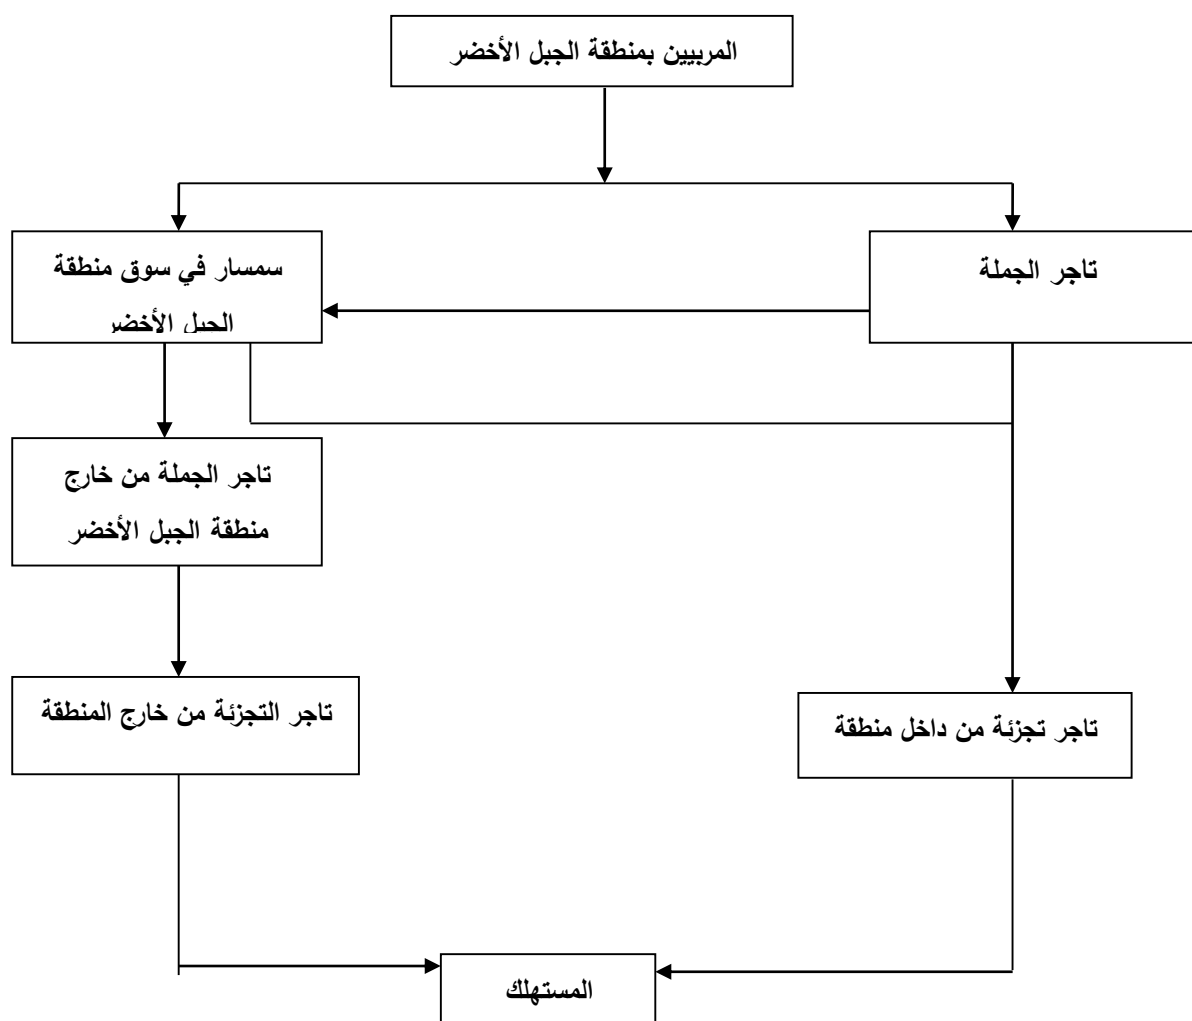 المربيين بمنطقة الجبل الأخضر
تاجر الجملة
سمسار في سوق منطقة
الجبل الأخضر
تاجر الجملة من خارج
منطقة الجبل الأخضر
تاجر تجزئة من داخل منطقة
تاجر التجزئة من خارج المنطقة
المستهلك